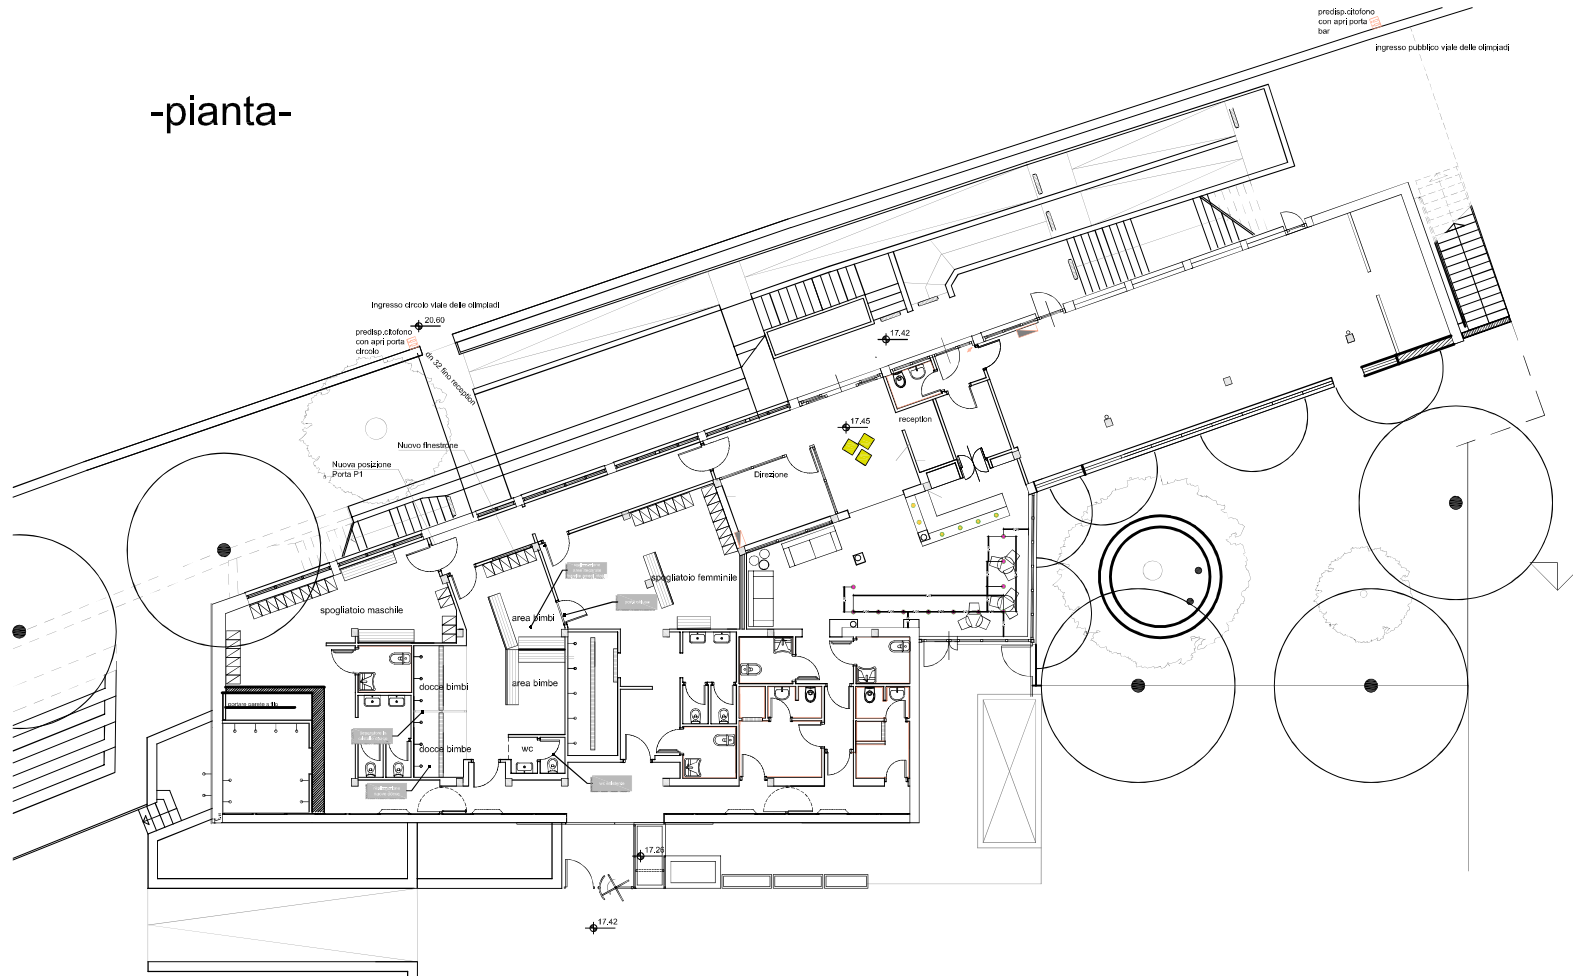 predisp.citofono
con apri porta
bar
ingresso pubblico viale delle olimpiadi
-pianta-
Ingresso circolo viale delle olimpiadi
20.60
predisp.citofono
con apri porta
circolo
dn 32 fino reception
17.42
17.45
reception
Nuovo finestrone
Nuova posizione
Porta P1
Direzione
spogliatoio femminile
spogliatoio maschile
area bimbi
area bimbe
docce bimbi
docce bimbe
portare parete a filo
WC
17.26
17.42